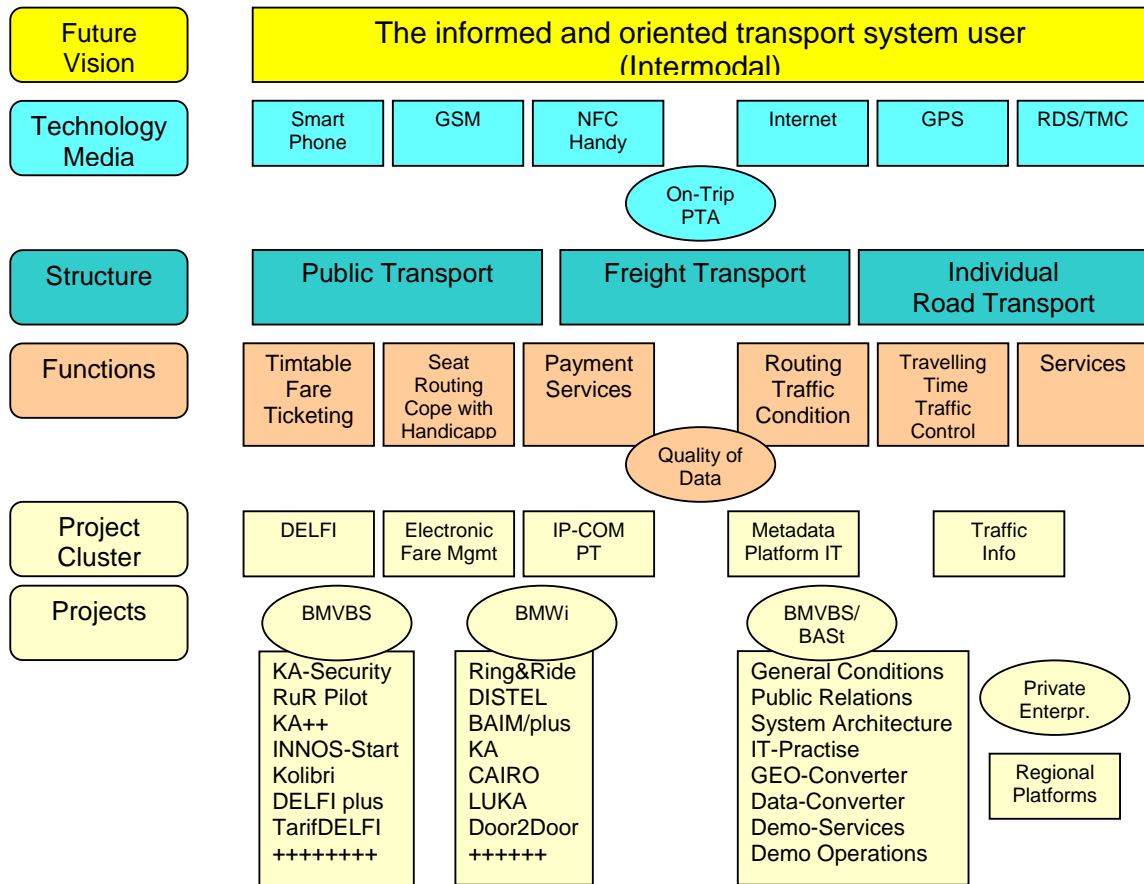 Future
Vision
The informed and oriented transport system user
(Intermodal)
Technology
Media
Smart
Phone
GSM
NFC
Handy
Internet
GPS
RDS/TMC
On-Trip
PTA
Structure
Public Transport
Freight Transport
Individual
Road Transport
Functions
Timtable
Fare
Ticketing
Seat
Routing
Cope with
Handicapp
Payment
Services
Routing
Traffic
Condition
Travelling
Time
Traffic
Control
Services
Quality of
Data
Project
Cluster
DELFI
Electronic
Fare Mgmt
IP-COM
PT
Metadata
Platform IT
Traffic
Info
Projects
BMVBS
BMWi
BMVBS/
BASt
KA-Security
RuR Pilot
KA++
INNOS-Start
Kolibri
DELFI plus
TarifDELFI
++++++++
Ring&Ride
DISTEL
BAIM/plus
KA
CAIRO
LUKA
Door2Door
++++++
General Conditions
Public Relations
System Architecture
IT-Practise
GEO-Converter
Data-Converter
Demo-Services
Demo Operations
Private
Enterpr.
Regional
Platforms